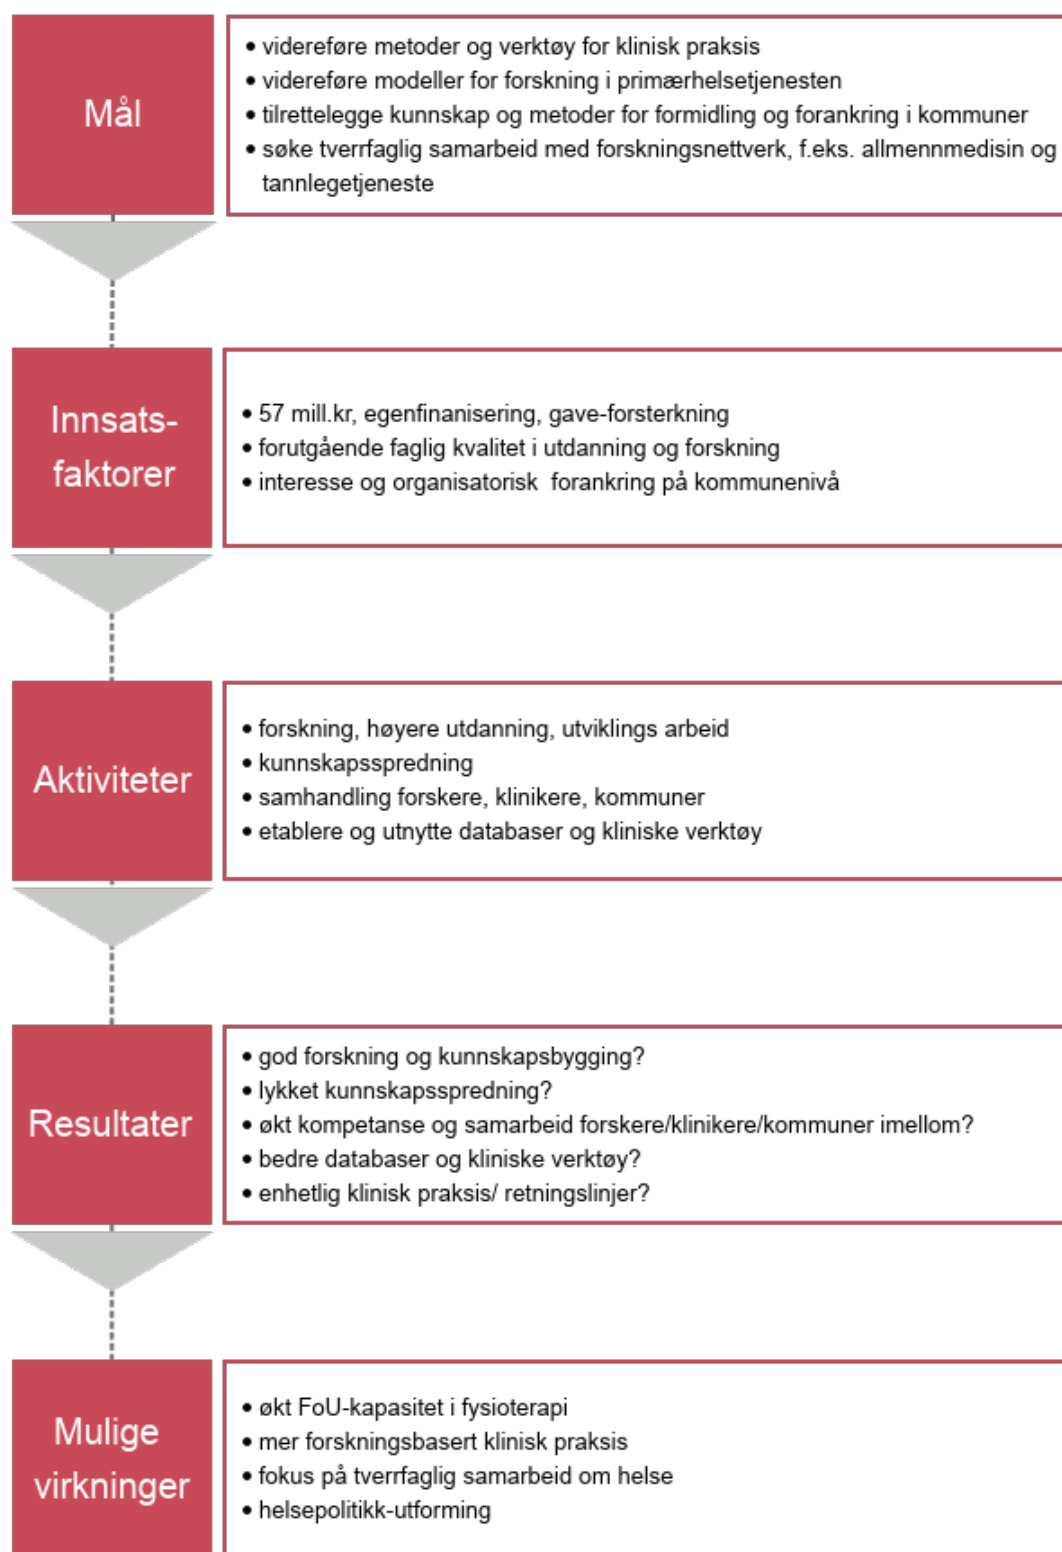 Mål
• videreføre metoder og verktøy for klinisk praksis
• videreføre modeller for forskning i primærhelsetjenesten
• tilrettelegge kunnskap og metoder for formidling og forankring i kommuner
• søke tverrfaglig samarbeid med forskningsnettverk, f.eks. allmennmedisin og
tannlegetjeneste
Innsats-
faktorer
• 57 mill.kr, egenfinansering, gave-forsterkning
• forutgående faglig kvalitet i utdanning og forskning
• interesse og organisatorisk  forankring på kommunenivå
Aktiviteter
• forskning, høyere utdanning, utviklings arbeid
• kunnskapsspredning
• samhandling forskere, klinikere, kommuner
• etablere og utnytte databaser og kliniske verktøy
Resultater
• god forskning og kunnskapsbygging?
• lykket kunnskapsspredning?
• økt kompetanse og samarbeid forskere/klinikere/kommuner imellom?
• bedre databaser og kliniske verktøy?
• enhetlig klinisk praksis/ retningslinjer?
Mulige
virkninger
• økt FoU-kapasitet i fysioterapi
• mer forskningsbasert klinisk praksis
• fokus på tverrfaglig samarbeid om helse
• helsepolitikk-utforming